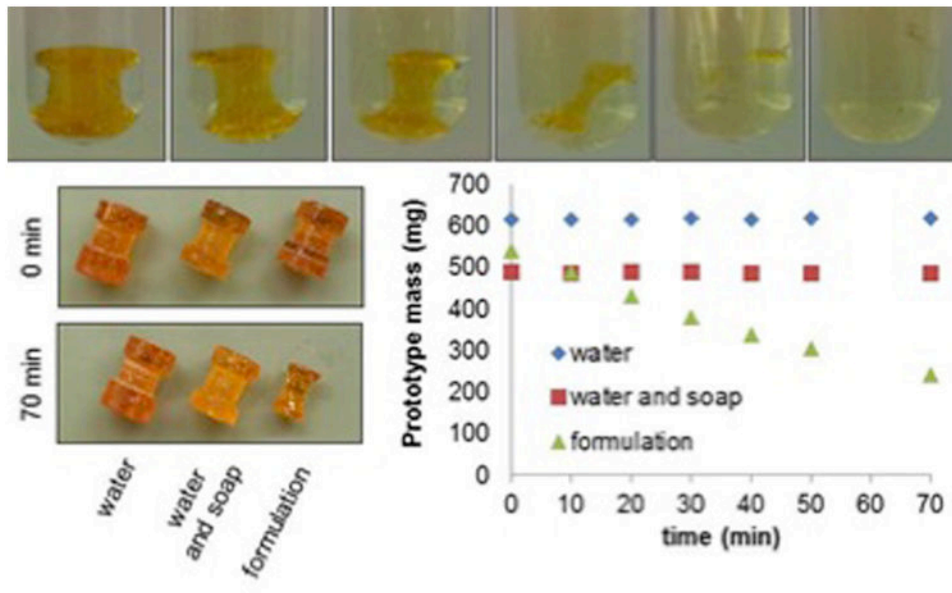 0 min
70 min
water
water
and soap
formulation
Prototype mass (mg)
700
600
500
400
300
200
100
0
water
water and soap
formulation
0 10 20 30 40 50 60 70
time (min)